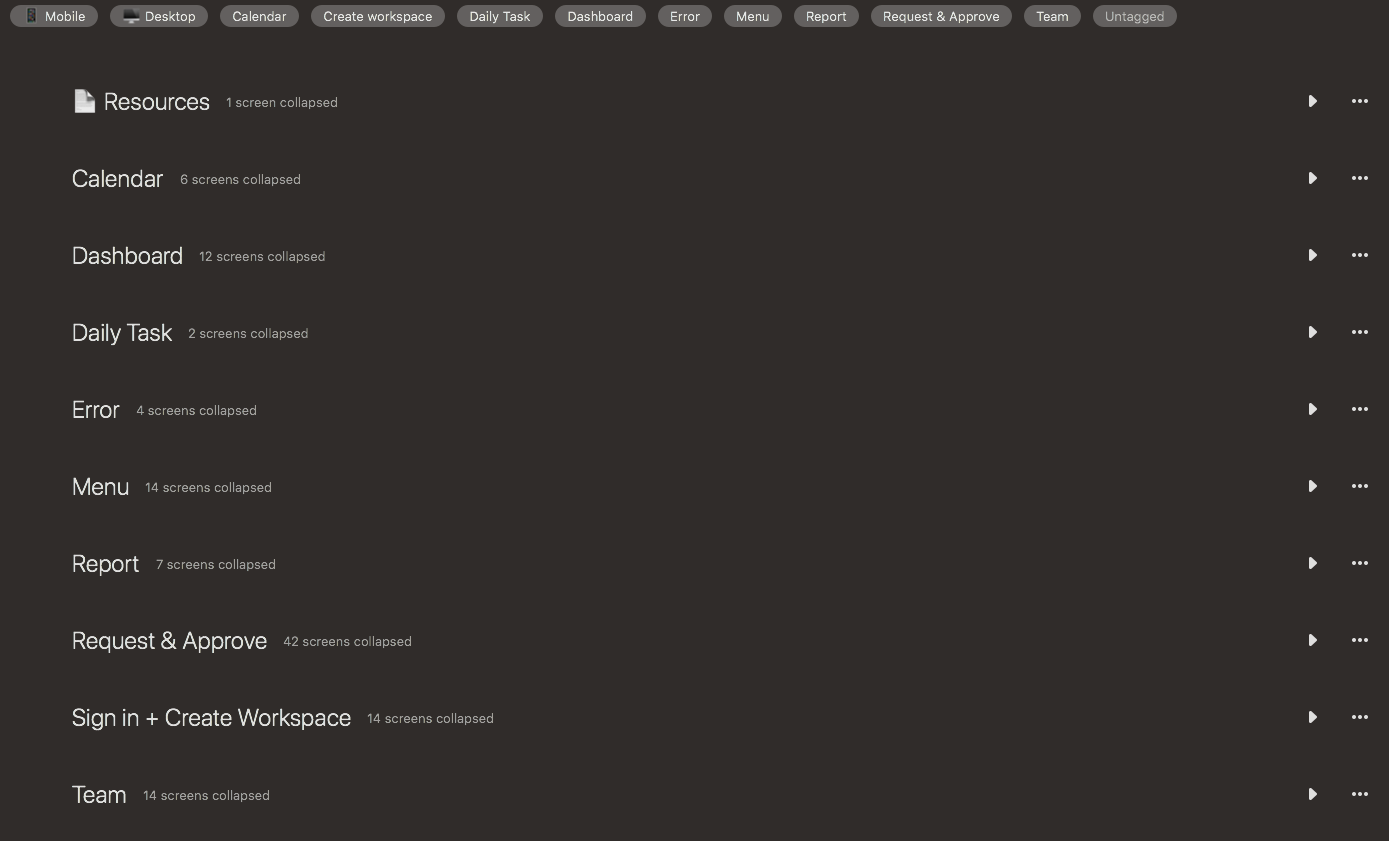 Mobile Desktop Calendar Create workspace Daily Task Dashboard Error Menu Report Request & Approve Team Untagged
Resources 1 screen collapsed
Calendar 6 screens collapsed
Dashboard 12 screens collapsed
Daily Task 2 screens collapsed
Error 4 screens collapsed
Menu 14 screens collapsed
Report 7 screens collapsed
Request & Approve 42 screens collapsed
Sign in + Create Workspace 14 screens collapsed
Team 14 screens collapsed